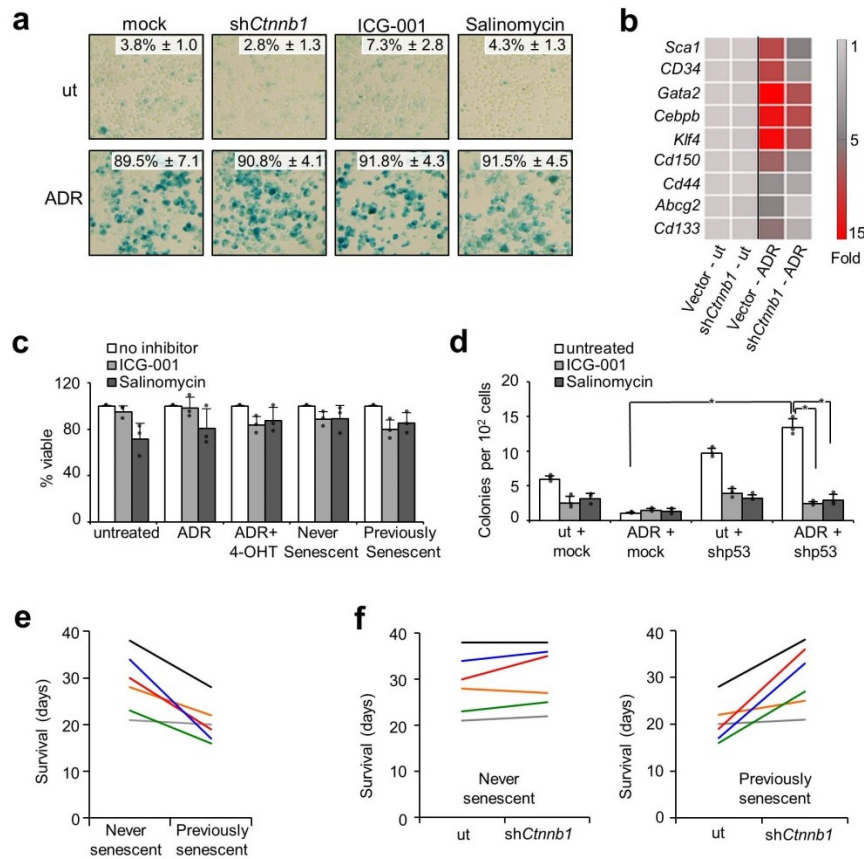 a
mock
shCtnnb1
ICG-001
Salinomycin
3.8% ± 1.0
2.8% ± 1.3
7.3% ± 2.8
4.3% ± 1.3
ut
89.5% ± 7.1
90.8% ± 4.1
91.8% ± 4.3
91.5% ± 4.5
ADR
b
Sca1
CD34
Gata2
Cebpb
Klf4
Cd150
Cd44
Abcg2
Cd133
Vector - ut
shCtnnb1 - ut
Vector - ADR
shCtnnb1 - ADR
1
5
15
Fold
c
no inhibitor
ICG-001
Salinomycin
% viable
120
80
40
0
untreated
ADR
ADR+
4-OHT
Never
Senescent
Previously
Senescent
d
untreated
ICG-001
Salinomycin
Colonies per 10² cells
20
15
10
5
0
*
*
*
ut +
mock
ADR +
mock
ut +
shp53
ADR +
shp53
e
Survival (days)
40
30
20
10
0
Never
senescent
Previously
senescent
f
Survival (days)
40
30
20
10
0
Never
senescent
ut
shCtnnb1
Survival (days)
40
30
20
10
0
Previously
senescent
ut
shCtnnb1